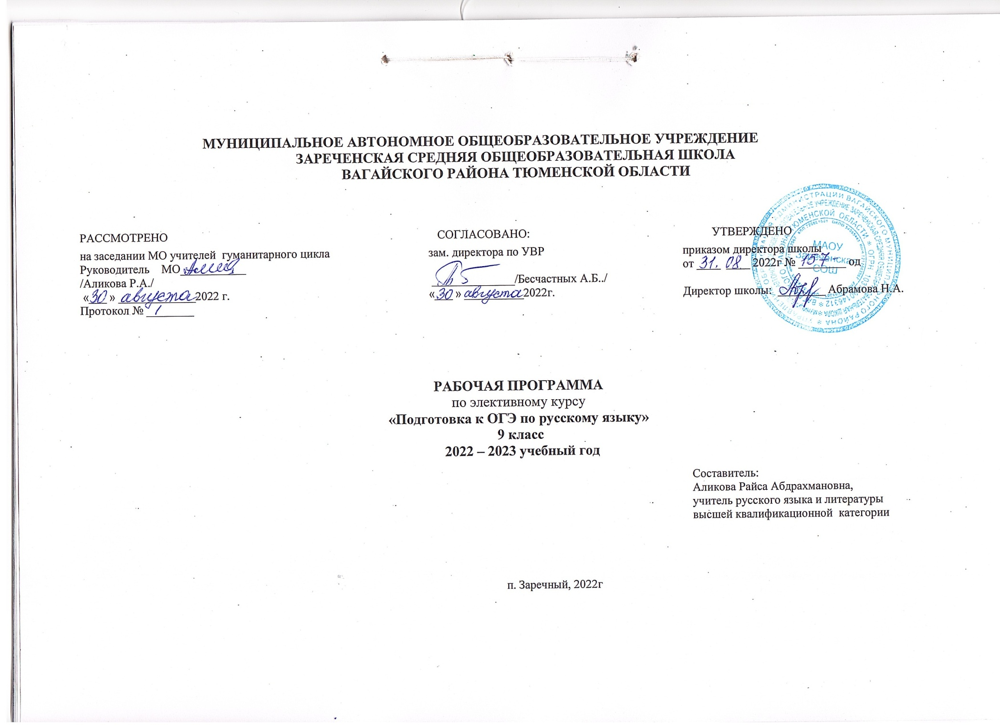 МУНИЦИПАЛЬНОЕ АВТОНОМНОЕ ОБЩЕОБРАЗОВАТЕЛЬНОЕ УЧРЕЖДЕНИЕ
ЗАРЕЧЕНСКАЯ СРЕДНЯЯ ОБЩЕОБРАЗОВАТЕЛЬНАЯ ШКОЛА
ВАГАЙСКОГО РАЙОНА ТЮМЕНСКОЙ ОБЛАСТИ
РАССМОТРЕНО
на заседании МО учителей гуманитарного цикла
Руководитель МО
/Аликова Р.А./
«30» августа 2022 г.
Протокол № 1
СОГЛАСОВАНО:
зам. директора по УВР
/Бесчастных А.Б../
«30» августа 2022г.
УТВЕРЖДЕНО
приказом директора школы
от 31. 08. 2022г № 157 од
Директор школы: Абрамова Н.А.
МАОУ
Зареченская
СОШ
РАБОЧАЯ ПРОГРАММА
по элективному курсу
«Подготовка к ОГЭ по русскому языку»
9 класс
2022 – 2023 учебный год
Составитель:
Аликова Райса Абдрахмановна,
учитель русского языка и литературы
высшей квалификационной категории
п. Заречный, 2022г